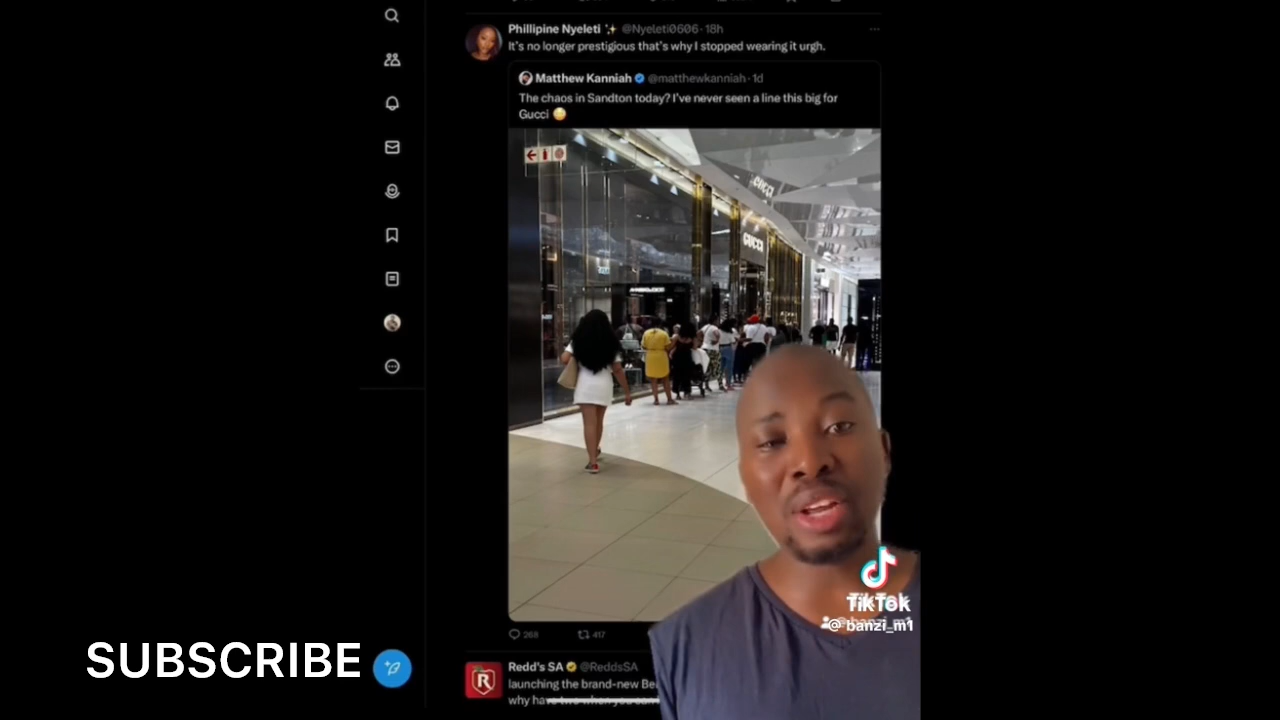 Phillipine Nyeleti ✨ @Nyeleti0606 · 18h
It's no longer prestigious that's why I stopped wearing it urgh.
Matthew Kanniah @matthewkanniah · 1d
The chaos in Sandton today? I've never seen a line this big for
Gucci 😳
GUCCI
GUCCI
268 417
Redd's SA @ReddsSA
launching the brand-new
why
TikTok
@banzi_m1
SUBSCRIBE